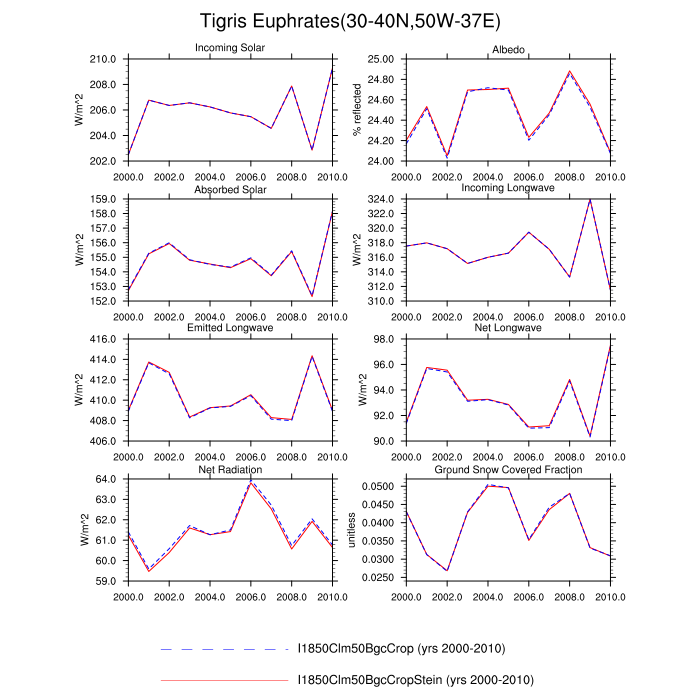 Tigris Euphrates(30-40N,50W-37E)
Incoming Solar
W/m^2
210.0
208.0
206.0
204.0
202.0
2000.0 2002.0 2004.0 2006.0 2008.0 2010.0
Albedo
% reflected
25.00
24.80
24.60
24.40
24.20
24.00
2000.0 2002.0 2004.0 2006.0 2008.0 2010.0
Absorbed Solar
W/m^2
159.0
158.0
157.0
156.0
155.0
154.0
153.0
152.0
2000.0 2002.0 2004.0 2006.0 2008.0 2010.0
Incoming Longwave
W/m^2
324.0
322.0
320.0
318.0
316.0
314.0
312.0
310.0
2000.0 2002.0 2004.0 2006.0 2008.0 2010.0
Emitted Longwave
W/m^2
416.0
414.0
412.0
410.0
408.0
406.0
2000.0 2002.0 2004.0 2006.0 2008.0 2010.0
Net Longwave
W/m^2
98.0
96.0
94.0
92.0
90.0
2000.0 2002.0 2004.0 2006.0 2008.0 2010.0
Net Radiation
W/m^2
64.0
63.0
62.0
61.0
60.0
59.0
2000.0 2002.0 2004.0 2006.0 2008.0 2010.0
Ground Snow Covered Fraction
unitless
0.0500
0.0450
0.0400
0.0350
0.0300
0.0250
2000.0 2002.0 2004.0 2006.0 2008.0 2010.0
I1850Clm50BgcCrop (yrs 2000-2010)
I1850Clm50BgcCropStein (yrs 2000-2010)